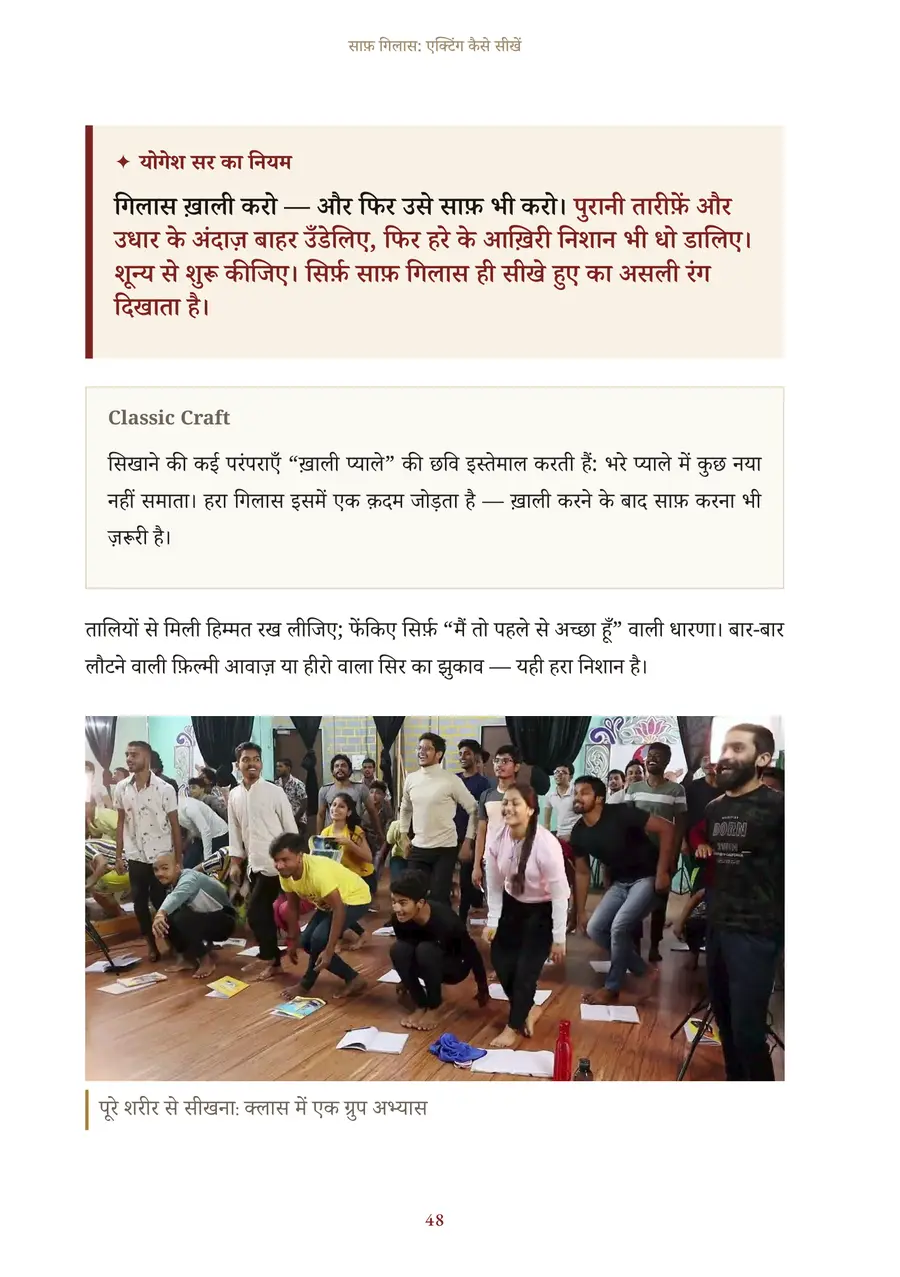 साफ़ गिलास: एक्टिंग कैसे सीखें
✦ योगेश सर का नियम
गिलास ख़ाली करो — और फिर उसे साफ़ भी करो। पुरानी तारीफ़ें और
उधार के अंदाज़ बाहर उँडेलिए, फिर हरे के आख़िरी निशान भी धो डालिए।
शून्य से शुरू कीजिए। सिर्फ़ साफ़ गिलास ही सीखे हुए का असली रंग
दिखाता है।
Classic Craft
सिखाने की कई परंपराएँ “ख़ाली प्याले” की छवि इस्तेमाल करती हैं: भरे प्याले में कुछ नया
नहीं समाता। हरा गिलास इसमें एक क़दम जोड़ता है — ख़ाली करने के बाद साफ़ करना भी
ज़रूरी है।
तालियों से मिली हिम्मत रख लीजिए; फेंकिए सिर्फ़ “मैं तो पहले से अच्छा हूँ” वाली धारणा। बार-बार
लौटने वाली फ़िल्मी आवाज़ या हीरो वाला सिर का झुकाव — यही हरा निशान है।
BORN
पूरे शरीर से सीखना: क्लास में एक ग्रुप अभ्यास
48